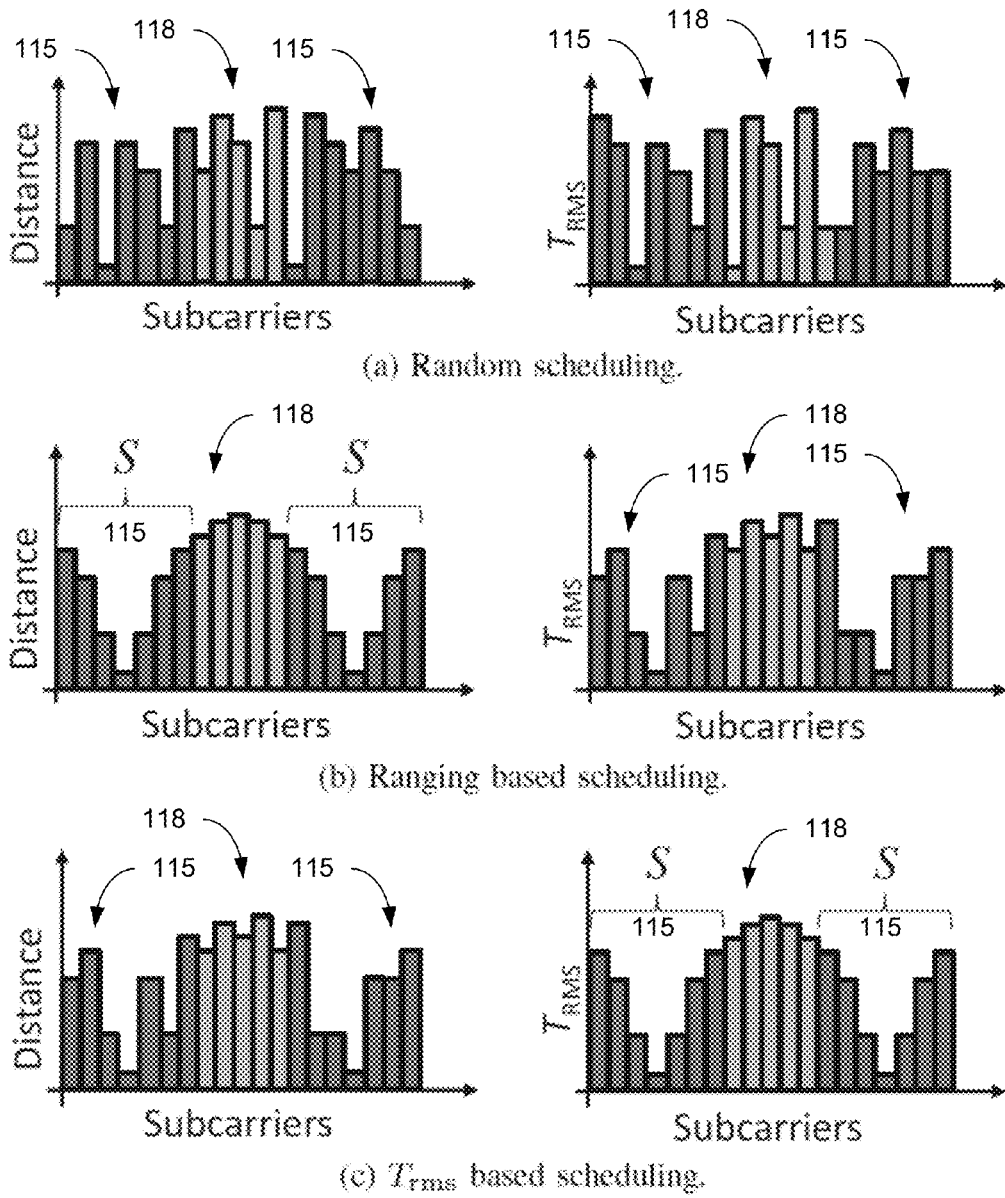 115 118 115
Distance
Subcarriers
115 118 115
T_RMS
Subcarriers
(a) Random scheduling.
118
S S
115 115
Distance
Subcarriers
118
115 115
T_RMS
Subcarriers
(b) Ranging based scheduling.
118
115 115
Distance
Subcarriers
118
S S
115 115
T_RMS
Subcarriers
(c) T_rms based scheduling.